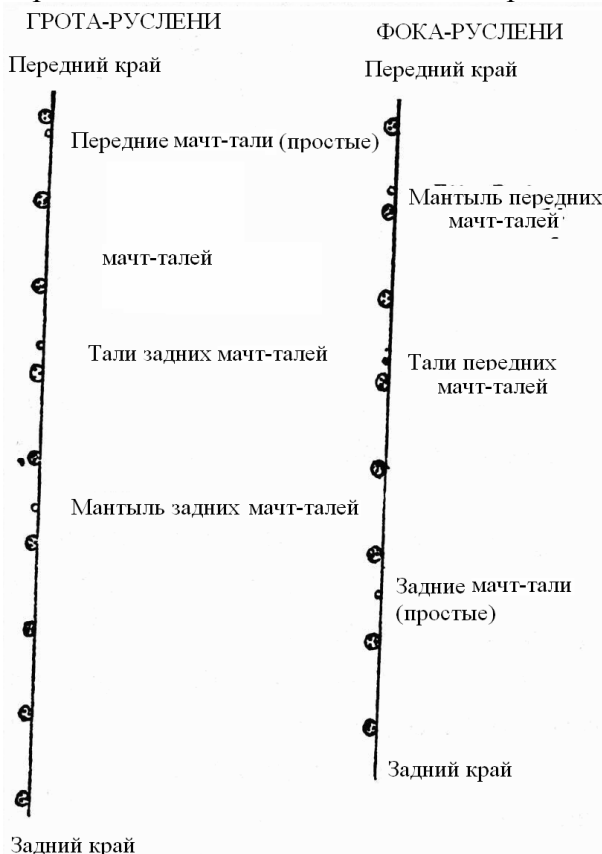 ГРОТА-РУСЛЕНИ
Передний край
Передние мачт-тали (простые)
мачт-талей
Тали задних мачт-талей
Мантыль задних мачт-талей
Задний край
ФОКА-РУСЛЕНИ
Передний край
Мантыль передних
мачт-талей
Тали передних
мачт-талей
Задние мачт-тали
(простые)
Задний край